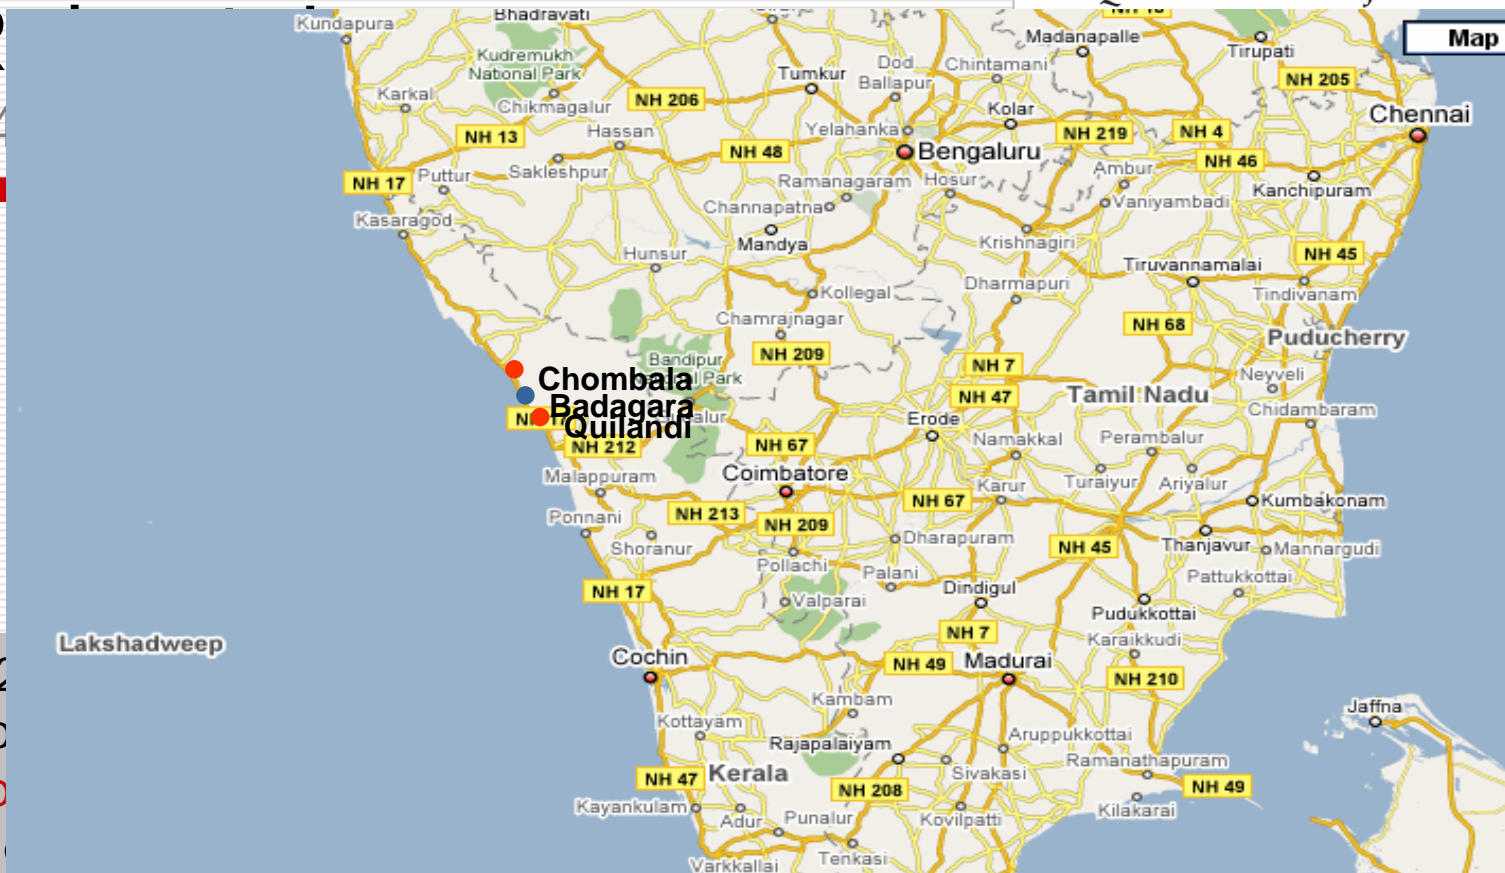 Kundapura
Bhadravati
Madanapalle
Tirupati
Map
Kudremukh
National Park
Tumkur
Dod
Ballapur
Chintamani
NH 205
Karkal
Chikmagalur
NH 206
Kolar
Chennai
NH 13
Hassan
Yelahanka
NH 219
NH 4
NH 48
Bengaluru
NH 46
NH 17
Puttur
Sakleshpur
Ramanagaram
Hosur
Ambur
Kanchipuram
Kasaragod
Channapatna
Vaniyambadi
Mandya
Krishnagiri
Hunsur
NH 45
Tiruvannamalai
Kollegal
Dharmapuri
Tindivanam
Chamrajnagar
NH 68
Puducherry
Bandipur
National Park
NH 209
NH 7
Neyveli
Chombala
NH 47
Tamil Nadu
Badagara
Chidambaram
NH 17
Quilandi
Erode
NH 212
NH 67
Namakkal
Perambalur
Malappuram
Coimbatore
Karur
Turaiyur
Ariyalur
NH 67
Kumbakonam
Ponnani
NH 213
NH 209
Shoranur
Dharapuram
NH 45
Thanjavur
Mannargudi
Pollachi
Palani
Pattukkottai
NH 17
Valparai
Dindigul
Pudukkottai
Lakshadweep
NH 7
Karaikkudi
Cochin
NH 49
Madurai
NH 210
Kambam
Jaffna
Kottayam
Rajapalaiyam
Aruppukkottai
Ramanathapuram
Kerala
Sivakasi
NH 47
NH 208
NH 49
Kayankulam
Adur
Punalur
Kovilpatti
Kilakarai
Varkkallai
Tenkasi